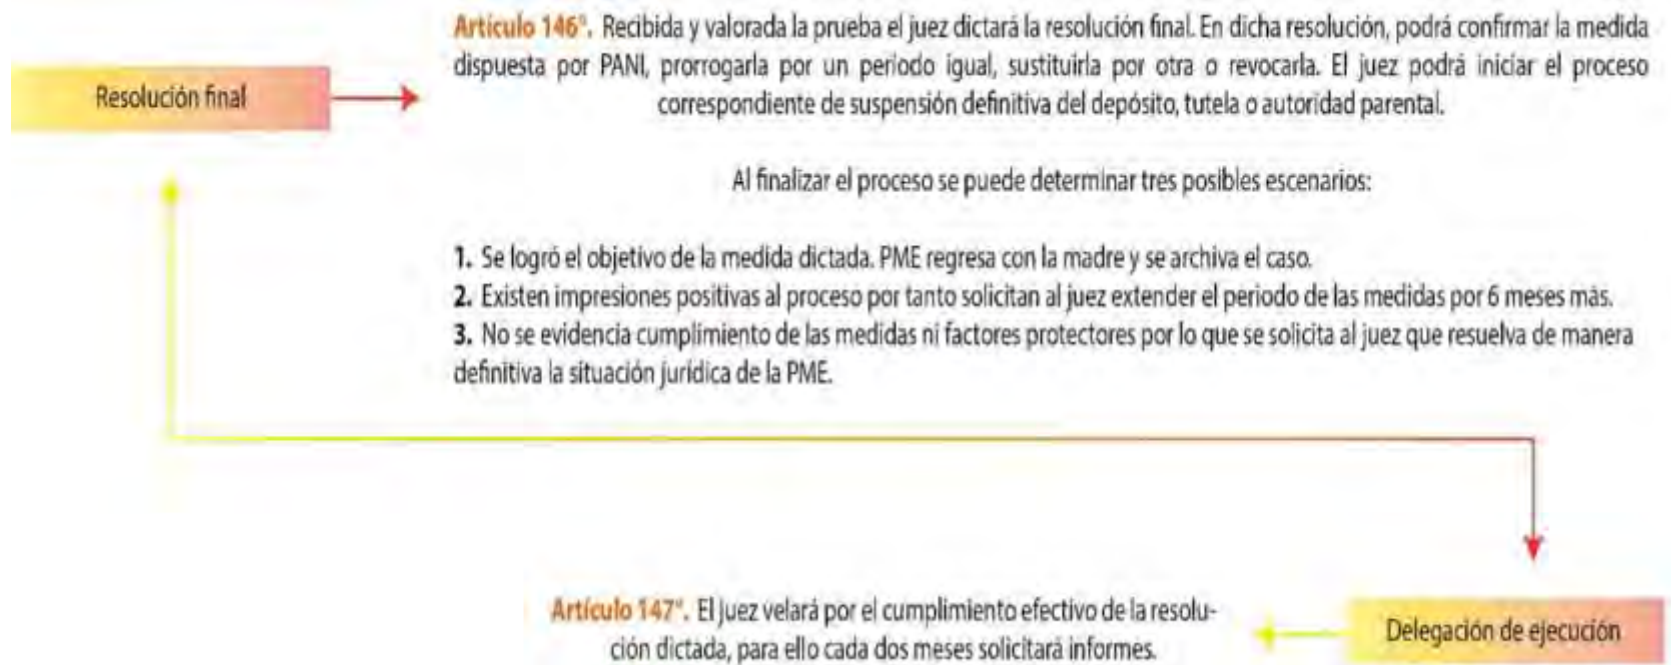 Artículo 146°. Recibida y valorada la prueba el juez dictará la resolución final. En dicha resolución, podrá confirmar la medida
dispuesta por PANI, prorrogarla por un periodo igual, sustituirla por otra o revocarla. El juez podrá iniciar el proceso
correspondiente de suspensión definitiva del depósito, tutela o autoridad parental.
Resolución final
Al finalizar el proceso se puede determinar tres posibles escenarios:
1. Se logró el objetivo de la medida dictada. PME regresa con la madre y se archiva el caso.
2. Existen impresiones positivas al proceso por tanto solicitan al juez extender el periodo de las medidas por 6 meses más.
3. No se evidencia cumplimiento de las medidas ni factores protectores por lo que se solicita al juez que resuelva de manera
definitiva la situación jurídica de la PME.
Artículo 147°. El juez velará por el cumplimiento efectivo de la resolu-
ción dictada, para ello cada dos meses solicitará informes.
Delegación de ejecución